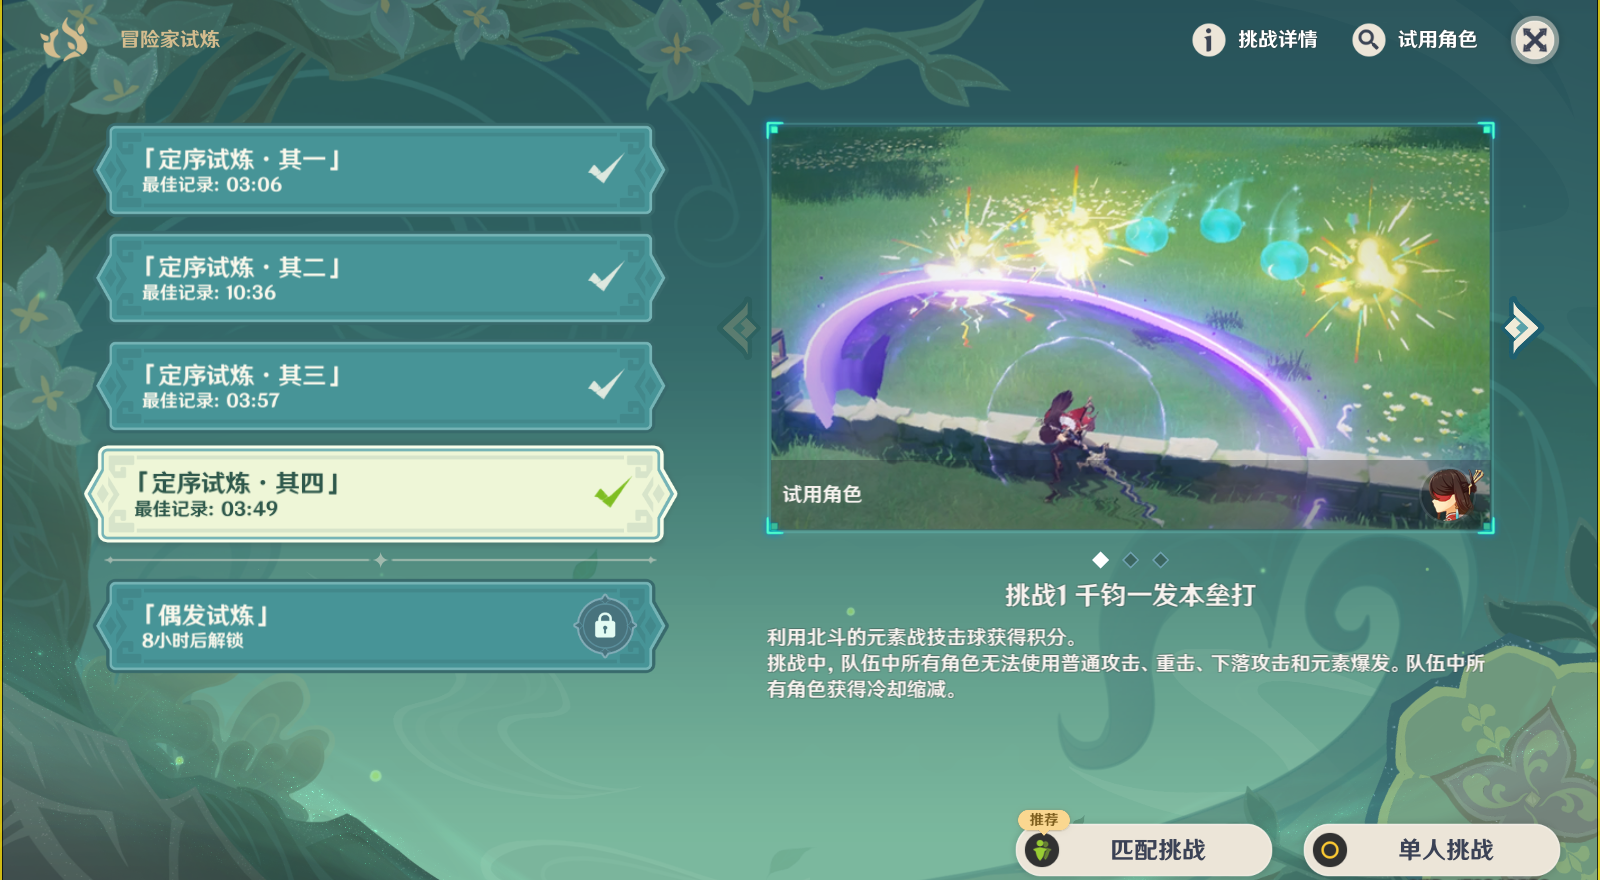 冒险家试炼
挑战详情
试用角色
「定序试炼·其一」
最佳记录: 03:06
「定序试炼·其二」
最佳记录: 10:36
「定序试炼·其三」
最佳记录: 03:57
「定序试炼·其四」
最佳记录: 03:49
「偶发试炼」
8小时后解锁
试用角色
挑战1 千钧一发本垒打
利用北斗的元素战技击球获得积分。
挑战中，队伍中所有角色无法使用普通攻击、重击、下落攻击和元素爆发。队伍中所
有角色获得冷却缩减。
推荐
匹配挑战
单人挑战